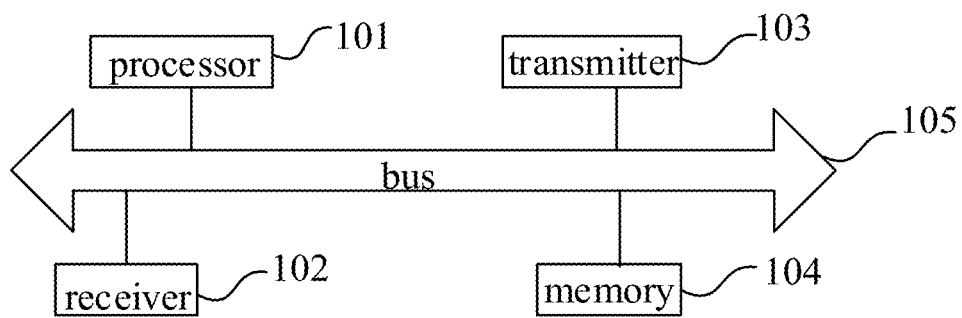 101
processor
103
transmitter
105
bus
102
receiver
104
memory